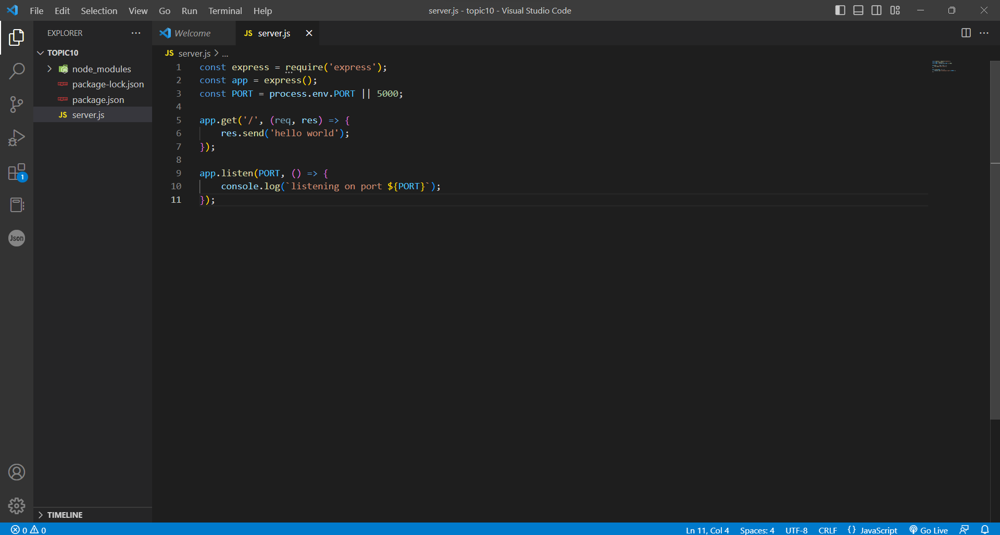 File Edit Selection View Go Run Terminal Help
server.js - topic10 - Visual Studio Code
EXPLORER
Welcome
JS server.js
TOPIC10
node_modules
package-lock.json
package.json
JS server.js
JS server.js > ...
1 const express = require('express');
2 const app = express();
3 const PORT = process.env.PORT || 5000;
4
5 app.get('/', (req, res) => {
6 res.send('hello world');
7 });
8
9 app.listen(PORT, () => {
10 console.log(`listening on port ${PORT}`);
11 });
1
Json
TIMELINE
0 0
Ln 11, Col 4 Spaces: 4 UTF-8 CRLF {} JavaScript Go Live